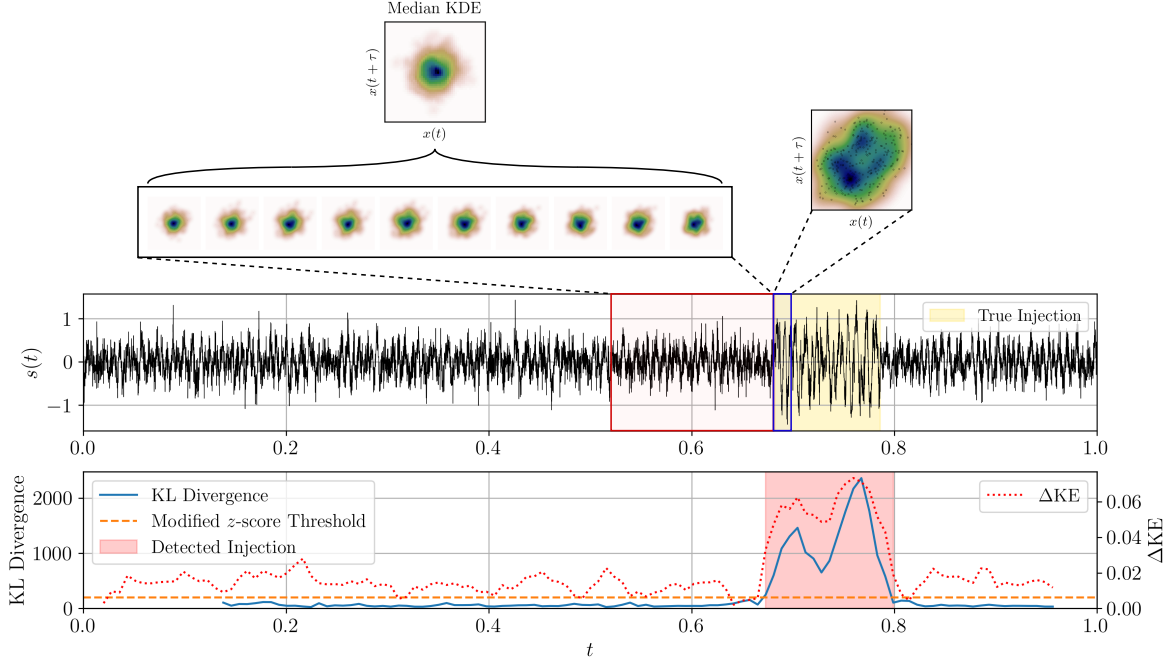 Median KDE
x(t + τ)
x(t)
x(t + τ)
x(t)
s(t)
1
0
−1
True Injection
0.0 0.2 0.4 0.6 0.8 1.0
KL Divergence
2000
1000
0
KL Divergence
Modified z-score Threshold
Detected Injection
ΔKE
0.06
0.04
0.02
0.00
ΔKE
0.0 0.2 0.4 0.6 0.8 1.0
t